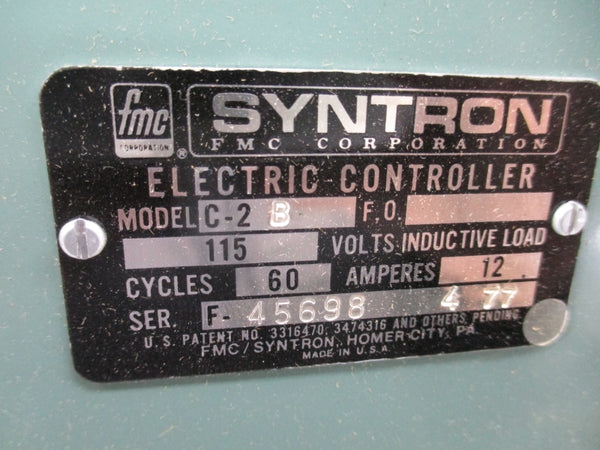 fmc SYNTRON
CORPORATION ® FMC CORPORATION
ELECTRIC CONTROLLER
MODEL C-2 B F.O.
115 VOLTS INDUCTIVE LOAD
CYCLES 60 AMPERES 12
SER. F- 45698 4 77
U.S. PATENT NO. 3316470, 3474316 AND OTHERS PENDING
FMC/SYNTRON, HOMER CITY, PA.
MADE IN U.S.A.